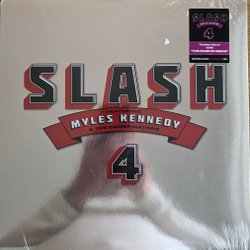 SLASH
4
SLASH
FEATURING
MYLES KENNEDY
& THE CONSPIRATORS
4